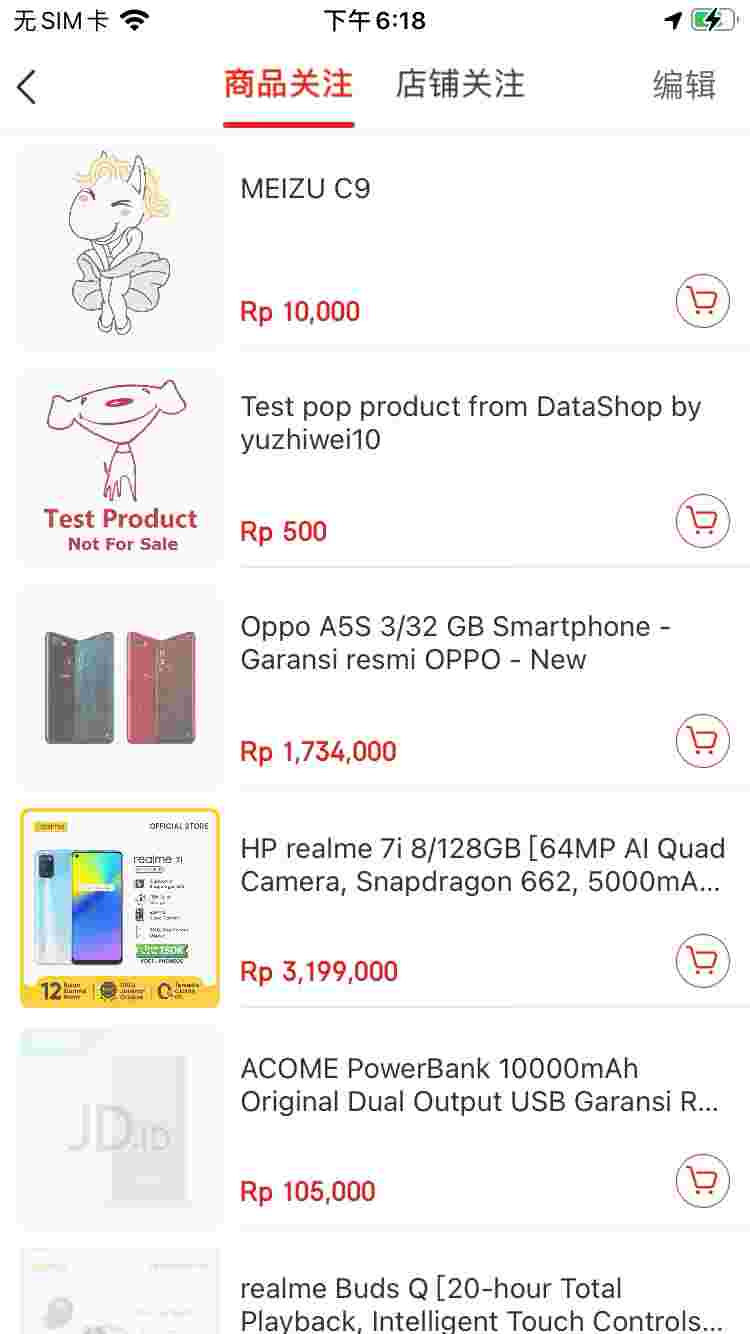 无SIM卡
下午6:18
商品关注
店铺关注
编辑
MEIZU C9
Rp 10,000
Test Product
Not For Sale
Test pop product from DataShop by
yuzhiwei10
Rp 500
Oppo A5S 3/32 GB Smartphone -
Garansi resmi OPPO - New
Rp 1,734,000
OFFICIAL STORE
realme 7i
12
HP realme 7i 8/128GB [64MP AI Quad
Camera, Snapdragon 662, 5000mA...
Rp 3,199,000
JD.ID
ACOME PowerBank 10000mAh
Original Dual Output USB Garansi R...
Rp 105,000
realme Buds Q [20-hour Total
Playback, Intelligent Touch Controls...